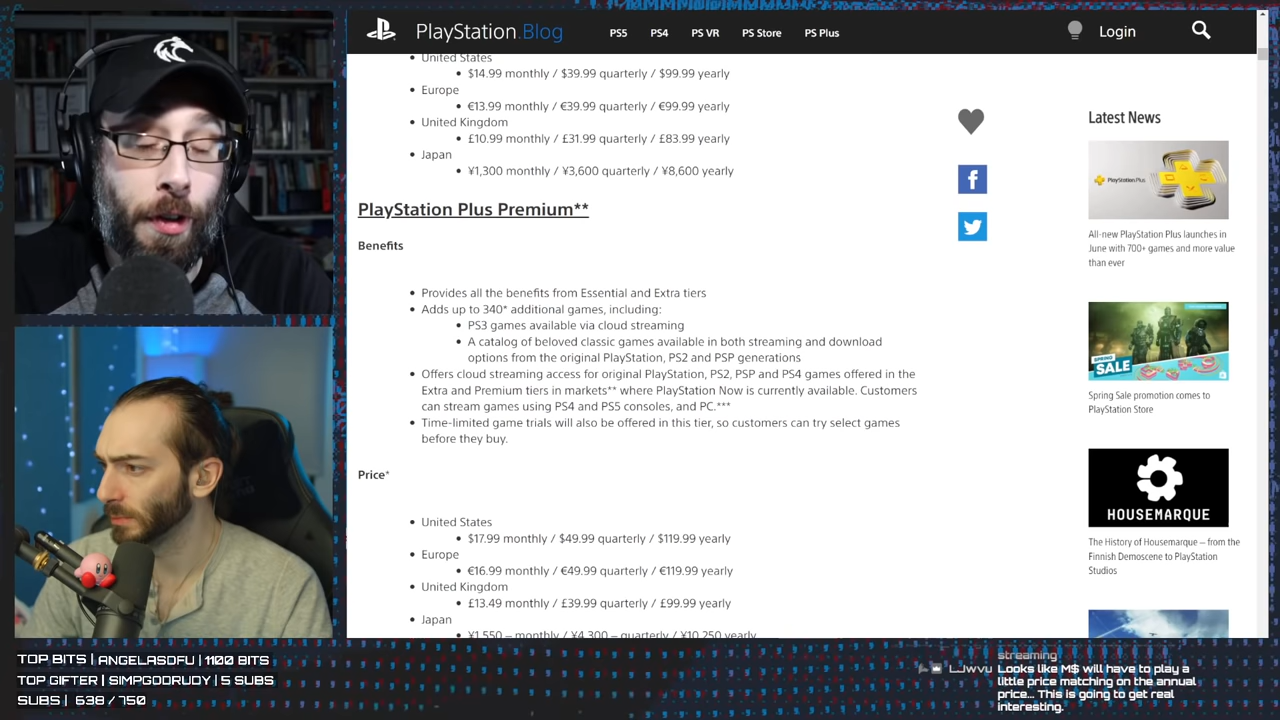 PlayStation.Blog
PS5
PS4
PS VR
PS Store
PS Plus
Login
United States
$14.99 monthly / $39.99 quarterly / $99.99 yearly
Europe
€13.99 monthly / €39.99 quarterly / €99.99 yearly
United Kingdom
£10.99 monthly / £31.99 quarterly / £83.99 yearly
Japan
¥1,300 monthly / ¥3,600 quarterly / ¥8,600 yearly
PlayStation Plus Premium**
Benefits
Provides all the benefits from Essential and Extra tiers
Adds up to 340* additional games, including:
PS3 games available via cloud streaming
A catalog of beloved classic games available in both streaming and download
options from the original PlayStation, PS2 and PSP generations
Offers cloud streaming access for original PlayStation, PS2, PSP and PS4 games offered in the
Extra and Premium tiers in markets** where PlayStation Now is currently available. Customers
can stream games using PS4 and PS5 consoles, and PC.***
Time-limited game trials will also be offered in this tier, so customers can try select games
before they buy.
Price*
United States
$17.99 monthly / $49.99 quarterly / $119.99 yearly
Europe
€16.99 monthly / €49.99 quarterly / €119.99 yearly
United Kingdom
£13.49 monthly / £39.99 quarterly / £99.99 yearly
Japan
¥1,550 – monthly / ¥4,300 – quarterly / ¥10,250 yearly
Latest News
PlayStation.Plus
All-new PlayStation Plus launches in
June with 700+ games and more value
than ever
SPRING
SALE
Spring Sale promotion comes to
PlayStation Store
HOUSEMARQUE
The History of Housemarque – from the
Finnish Demoscene to PlayStation
Studios
TOP BITS | ANGELASDFU | 1100 BITS
TOP GIFTER | SIMPGODRUDY | 5 SUBS
SUBS | 638 / 750
streaming
LJwvu
Looks like M$ will have to play a
little price matching on the annual
price... This is going to get real
interesting.